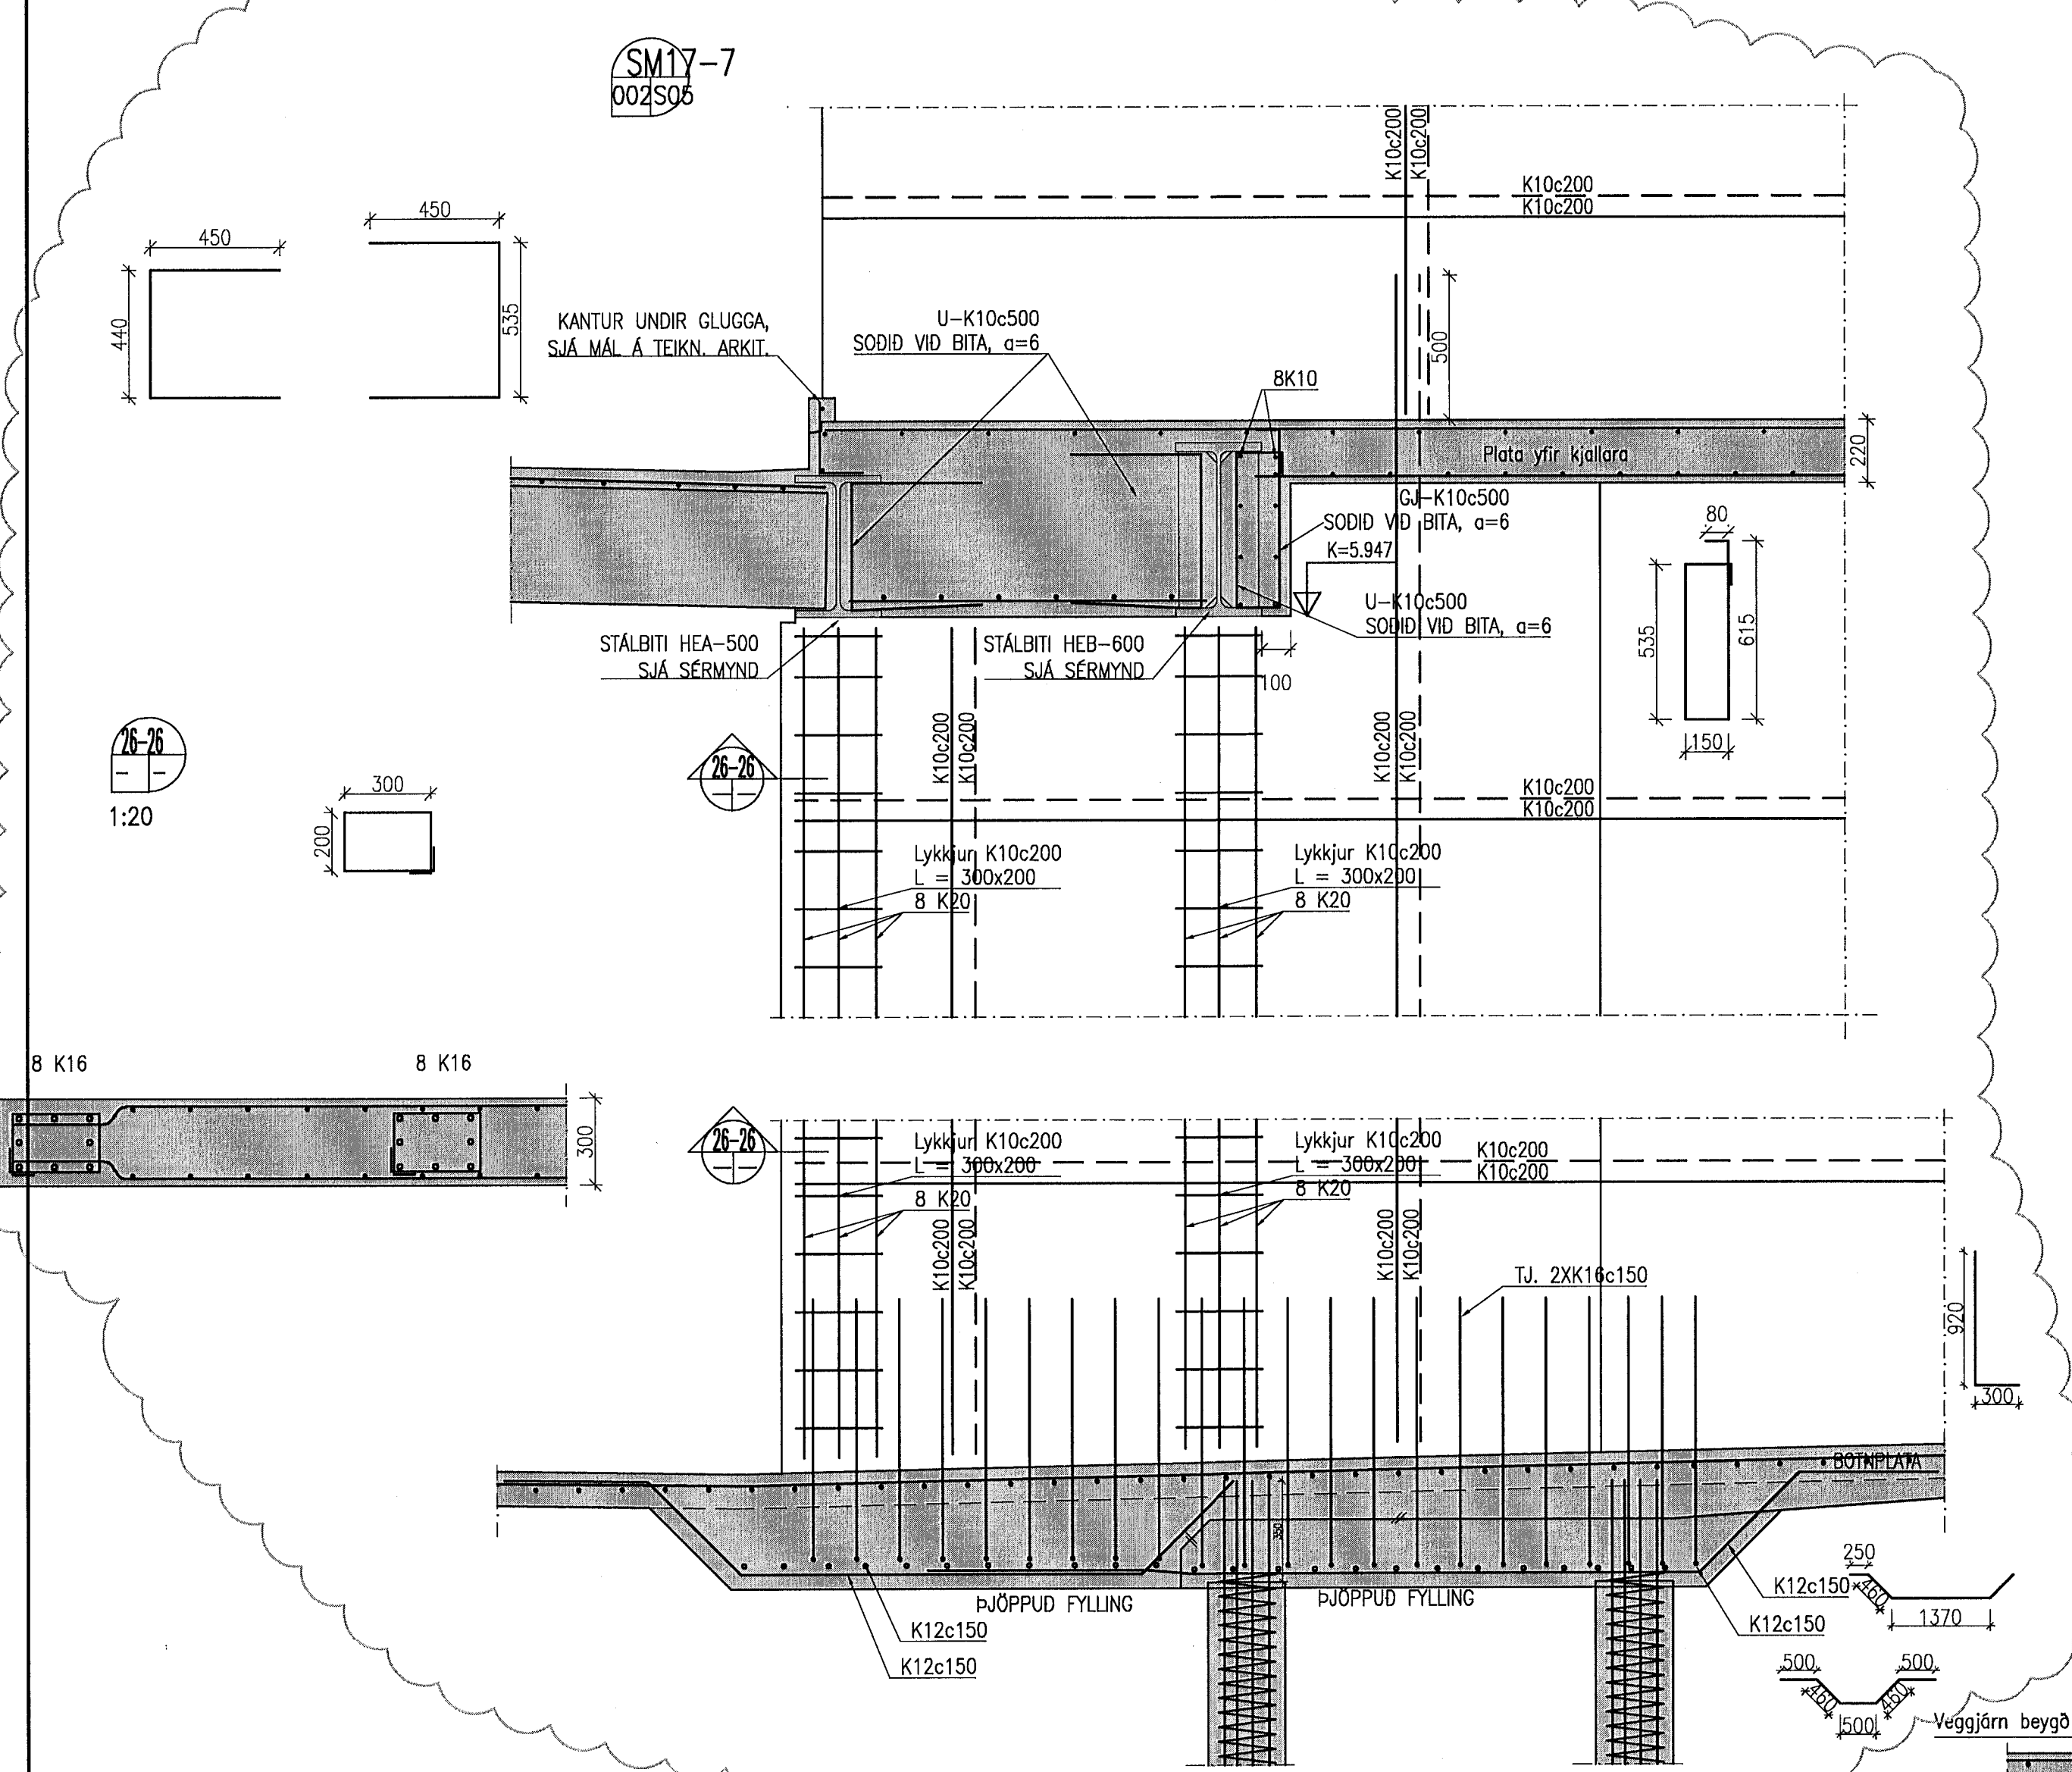 SM17-7
002 S05
K10c200
K10c200
K10c200
K10c200
450
450
440
535
KANTUR UNDIR GLUGGA,
SJÁ MÁL Á TEIKN. ARKIT.
U-K10c500
SOÐIÐ VIÐ BITA, a=6
8K10
500
Plata yfir kjallara
220
GJ-K10c500
SOÐIÐ VIÐ BITA, a=6
K=5.947
U-K10c500
SOÐIÐ VIÐ BITA, a=6
80
535
615
150
STÁLBITI HEA-500
SJÁ SÉRMYND
STÁLBITI HEB-600
SJÁ SÉRMYND
100
26-26
1:20
300
200
26-26
K10c200
K10c200
K10c200
K10c200
K10c200
K10c200
Lykkjur K10c200
L = 300x200
8 K20
Lykkjur K10c200
L = 300x200
8 K20
8 K16
8 K16
300
26-26
Lykkjur K10c200
L = 300x200
8 K20
Lykkjur K10c200
L = 300x200
8 K20
K10c200
K10c200
K10c200
K10c200
K10c200
K10c200
TJ. 2XK16c150
920
300
BOTNPLATA
350
ÞJÖPPUÐ FYLLING
ÞJÖPPUÐ FYLLING
K12c150
K12c150
K12c150
K12c150
250
460
1370
500
500
460
460
500
Veggjárn beygð